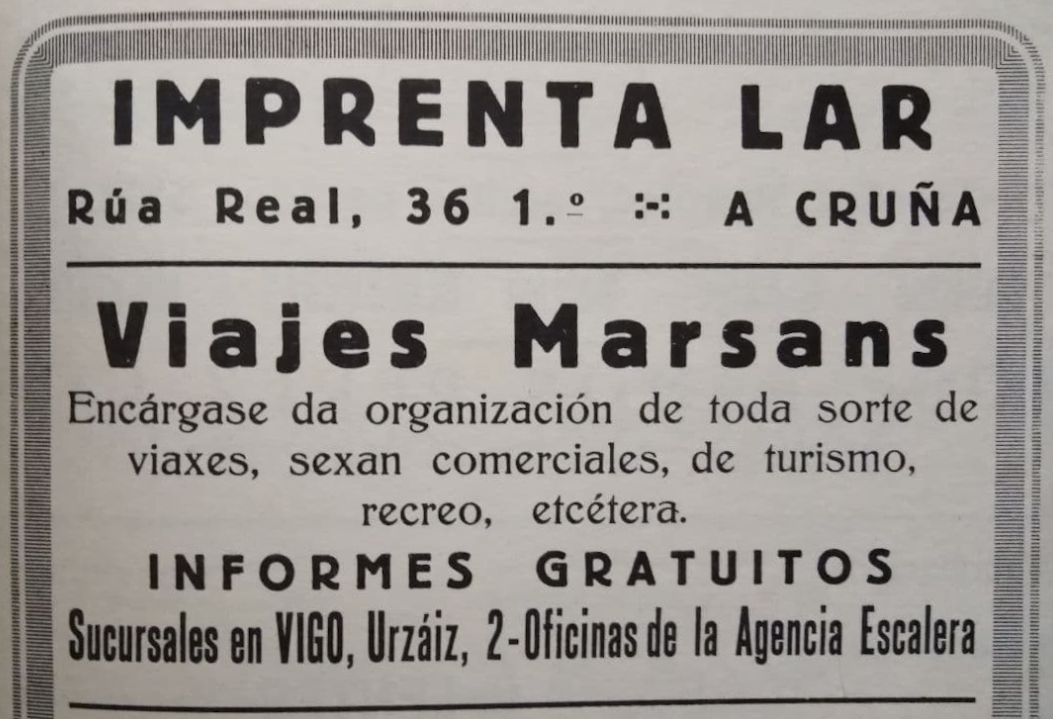 IMPRENTA LAR
Rúa Real, 36 1.º :-: A CRUÑA
Viajes Marsans
Encárgase da organización de toda sorte de
viaxes, sexan comerciales, de turismo,
recreo, etcétera.
INFORMES GRATUITOS
Sucursales en VIGO, Urzáiz, 2-Oficinas de la Agencia Escalera